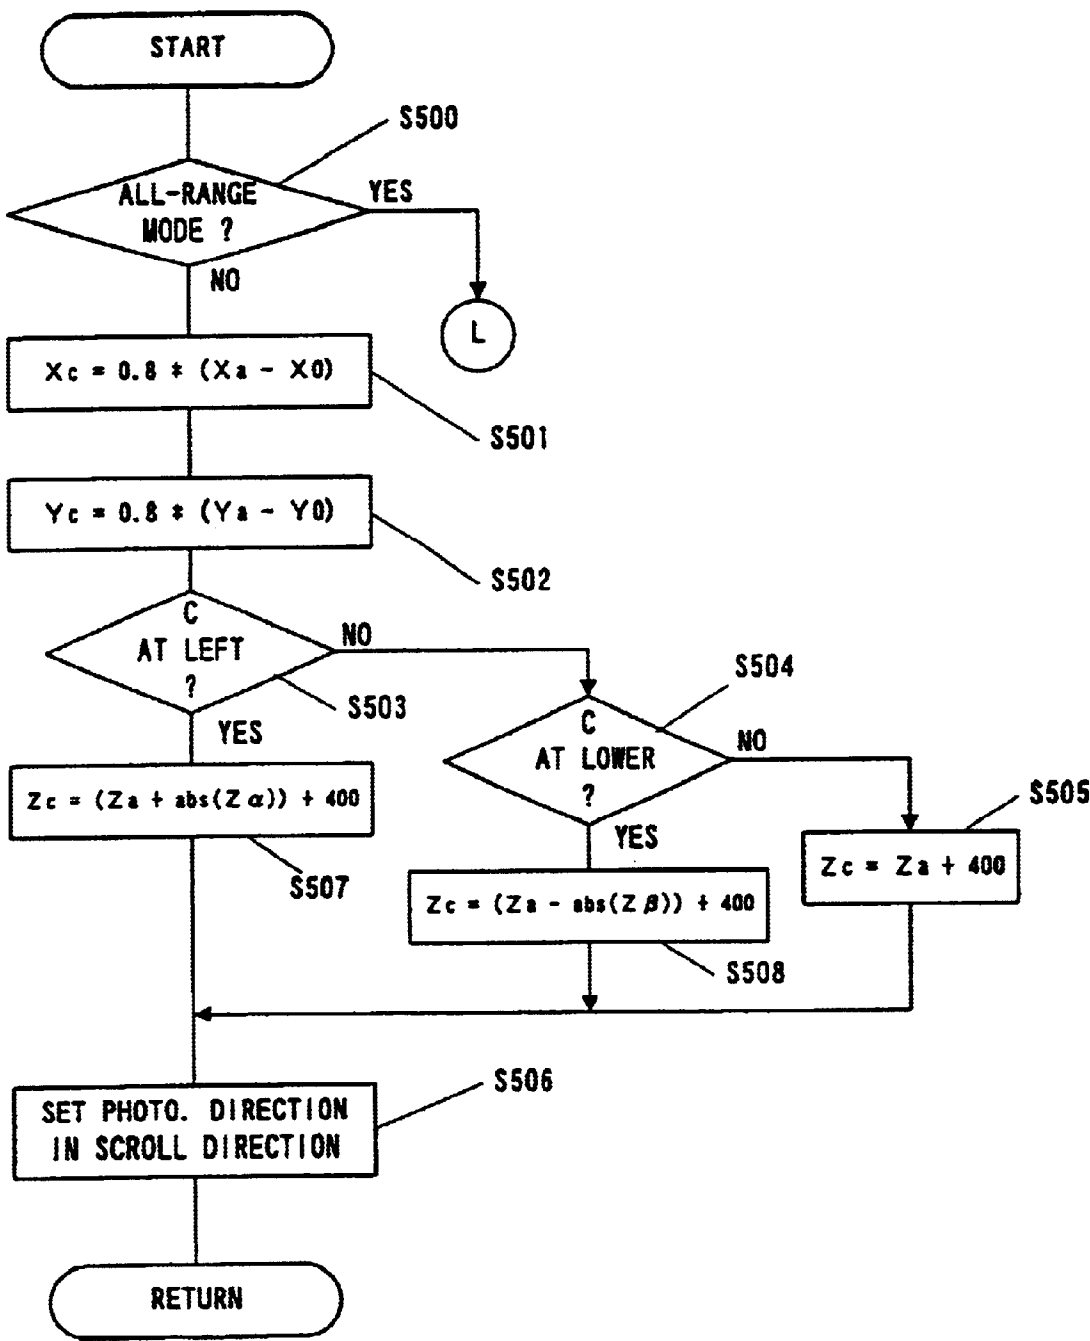 START
S500
ALL-RANGE
MODE ?
YES
NO
L
Xc = 0.8 * (Xa - X0)
S501
Yc = 0.8 * (Ya - Y0)
S502
C
AT LEFT
?
NO
S503
YES
S504
C
AT LOWER
?
NO
YES
S505
Zc = (Za + abs(Zα)) + 400
S507
Zc = Za + 400
Zc = (Za - abs(Zβ)) + 400
S508
S506
SET PHOTO. DIRECTION
IN SCROLL DIRECTION
RETURN